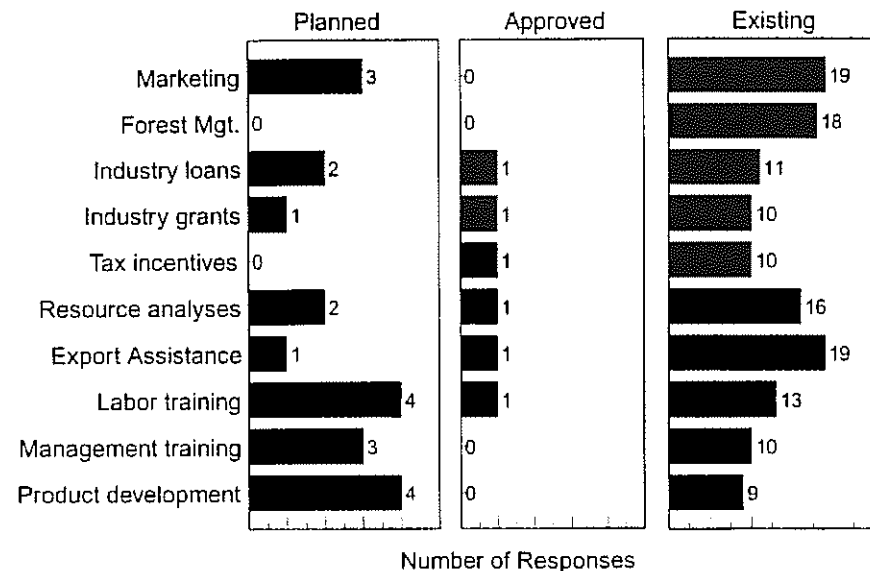 Planned Approved Existing
Marketing 3 0 19
Forest Mgt. 0 0 18
Industry loans 2 1 11
Industry grants 1 1 10
Tax incentives 0 1 10
Resource analyses 2 1 16
Export Assistance 1 1 19
Labor training 4 1 13
Management training 3 0 10
Product development 4 0 9
Number of Responses